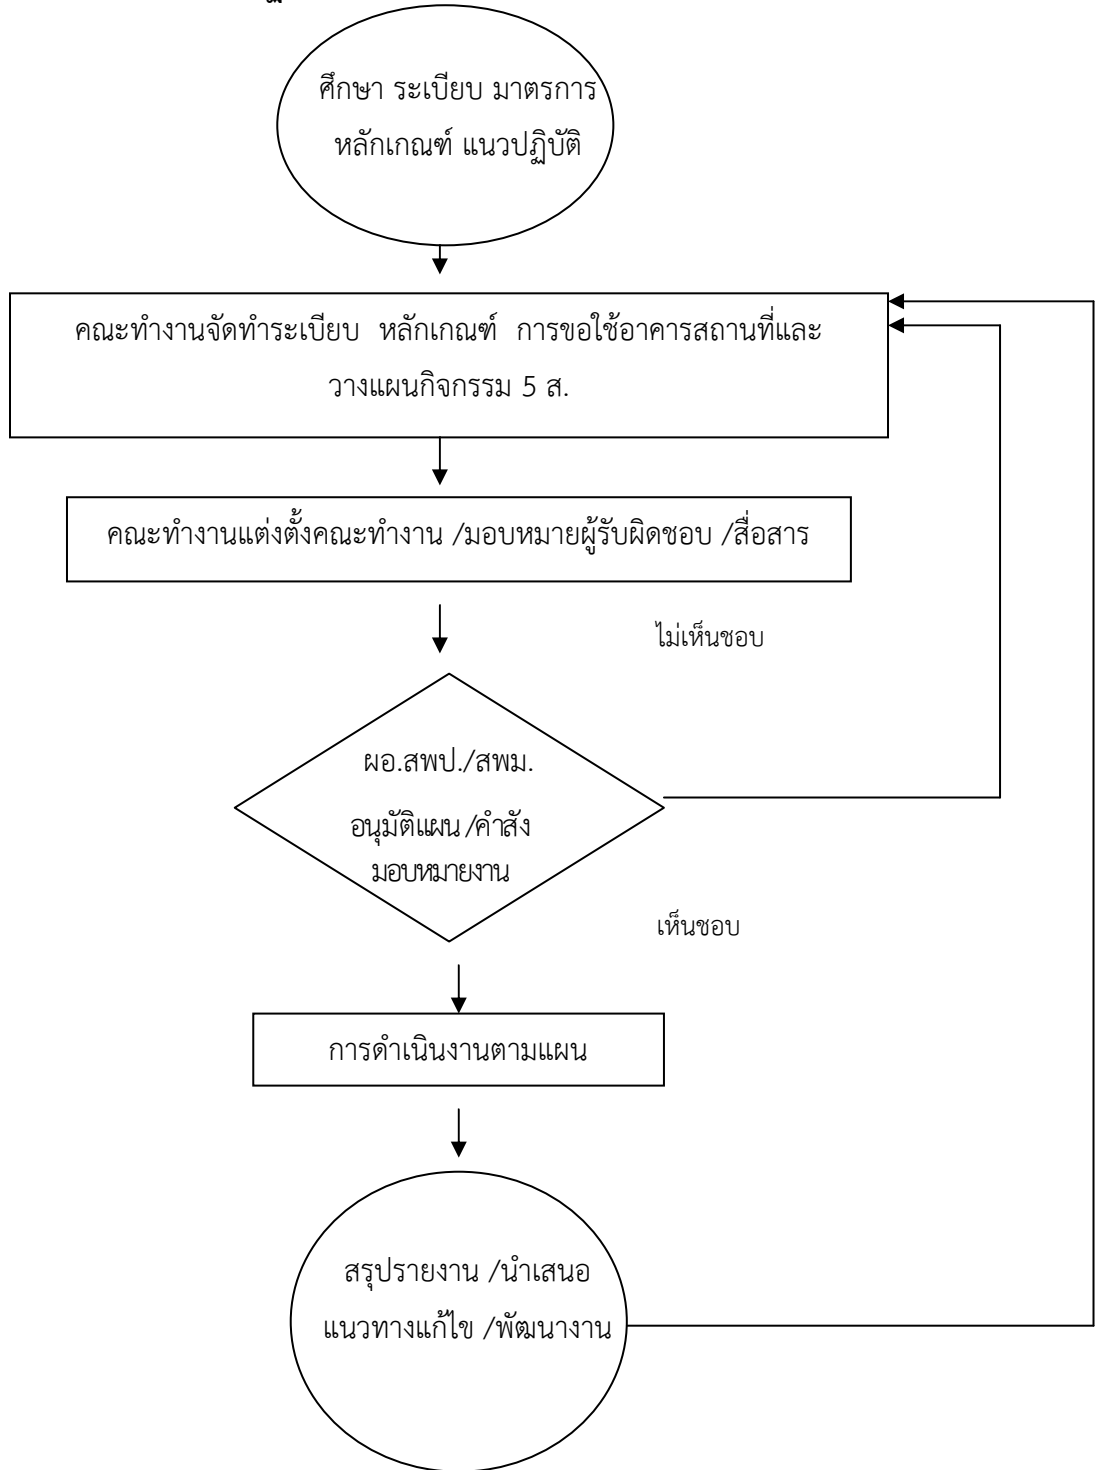 ศึกษา ระเบียบ มาตรการ
หลักเกณฑ์ แนวปฏิบัติ
คณะทำงานจัดทำระเบียบ หลักเกณฑ์ การขอใช้อาคารสถานที่และ
วางแผนกิจกรรม 5 ส.
คณะทำงานแต่งตั้งคณะทำงาน /มอบหมายผู้รับผิดชอบ /สื่อสาร
ไม่เห็นชอบ
ผอ.สพป./สพม.
อนุมัติแผน /คำสัง
มอบหมายงาน
เห็นชอบ
การดำเนินงานตามแผน
สรุปรายงาน /นำเสนอ
แนวทางแก้ไข /พัฒนางาน